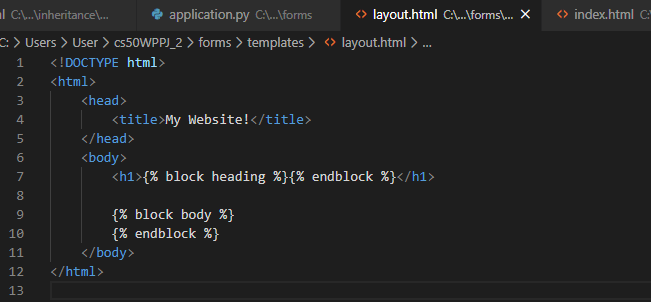 l C:\...\inheritance\... application.py C:\...\forms layout.html C:\...\forms\... × index.html C:\...
C: > Users > User > cs50WPPJ_2 > forms > templates > layout.html > ...
1 <!DOCTYPE html>
2 <html>
3     <head>
4         <title>My Website!</title>
5     </head>
6     <body>
7         <h1>{% block heading %}{% endblock %}</h1>
8
9         {% block body %}
10         {% endblock %}
11     </body>
12 </html>
13